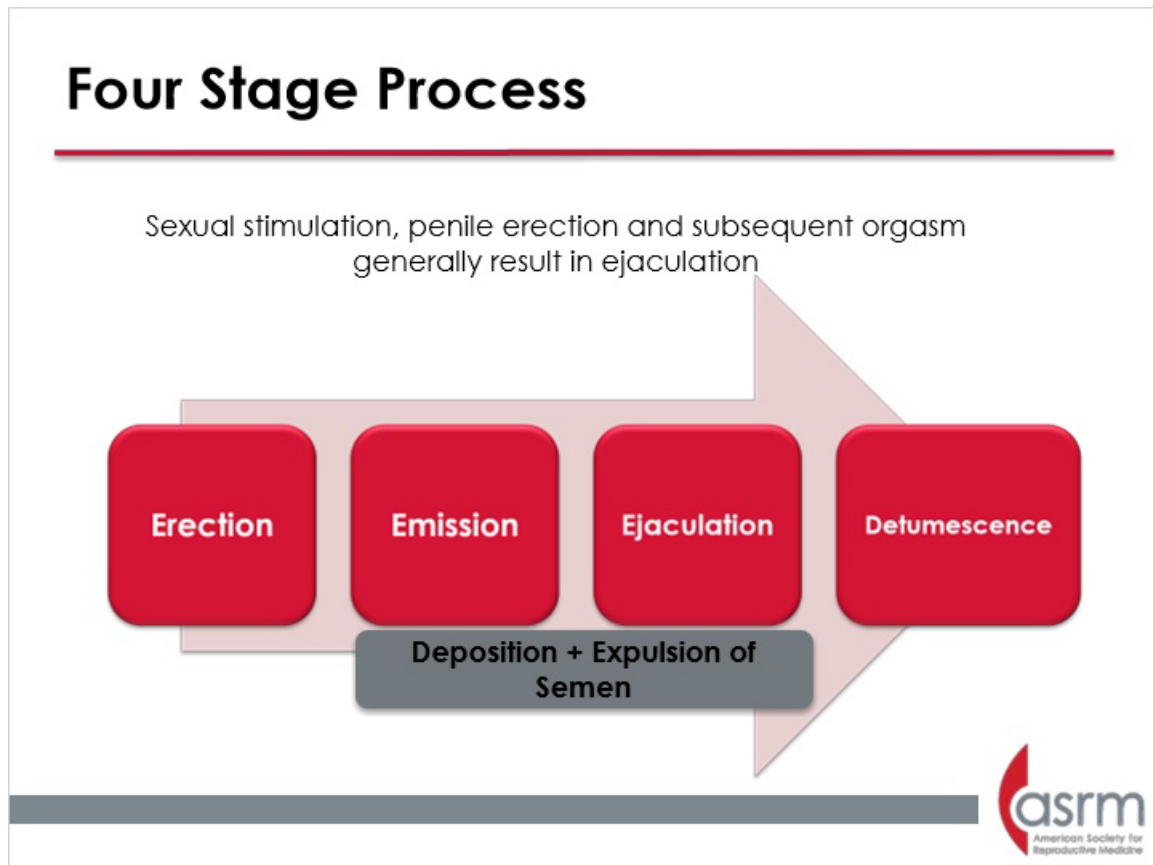 Four Stage Process
Sexual stimulation, penile erection and subsequent orgasm
generally result in ejaculation
Erection
Emission
Ejaculation
Detumescence
Deposition + Expulsion of
Semen
asrm
American Society for
Reproductive Medicine